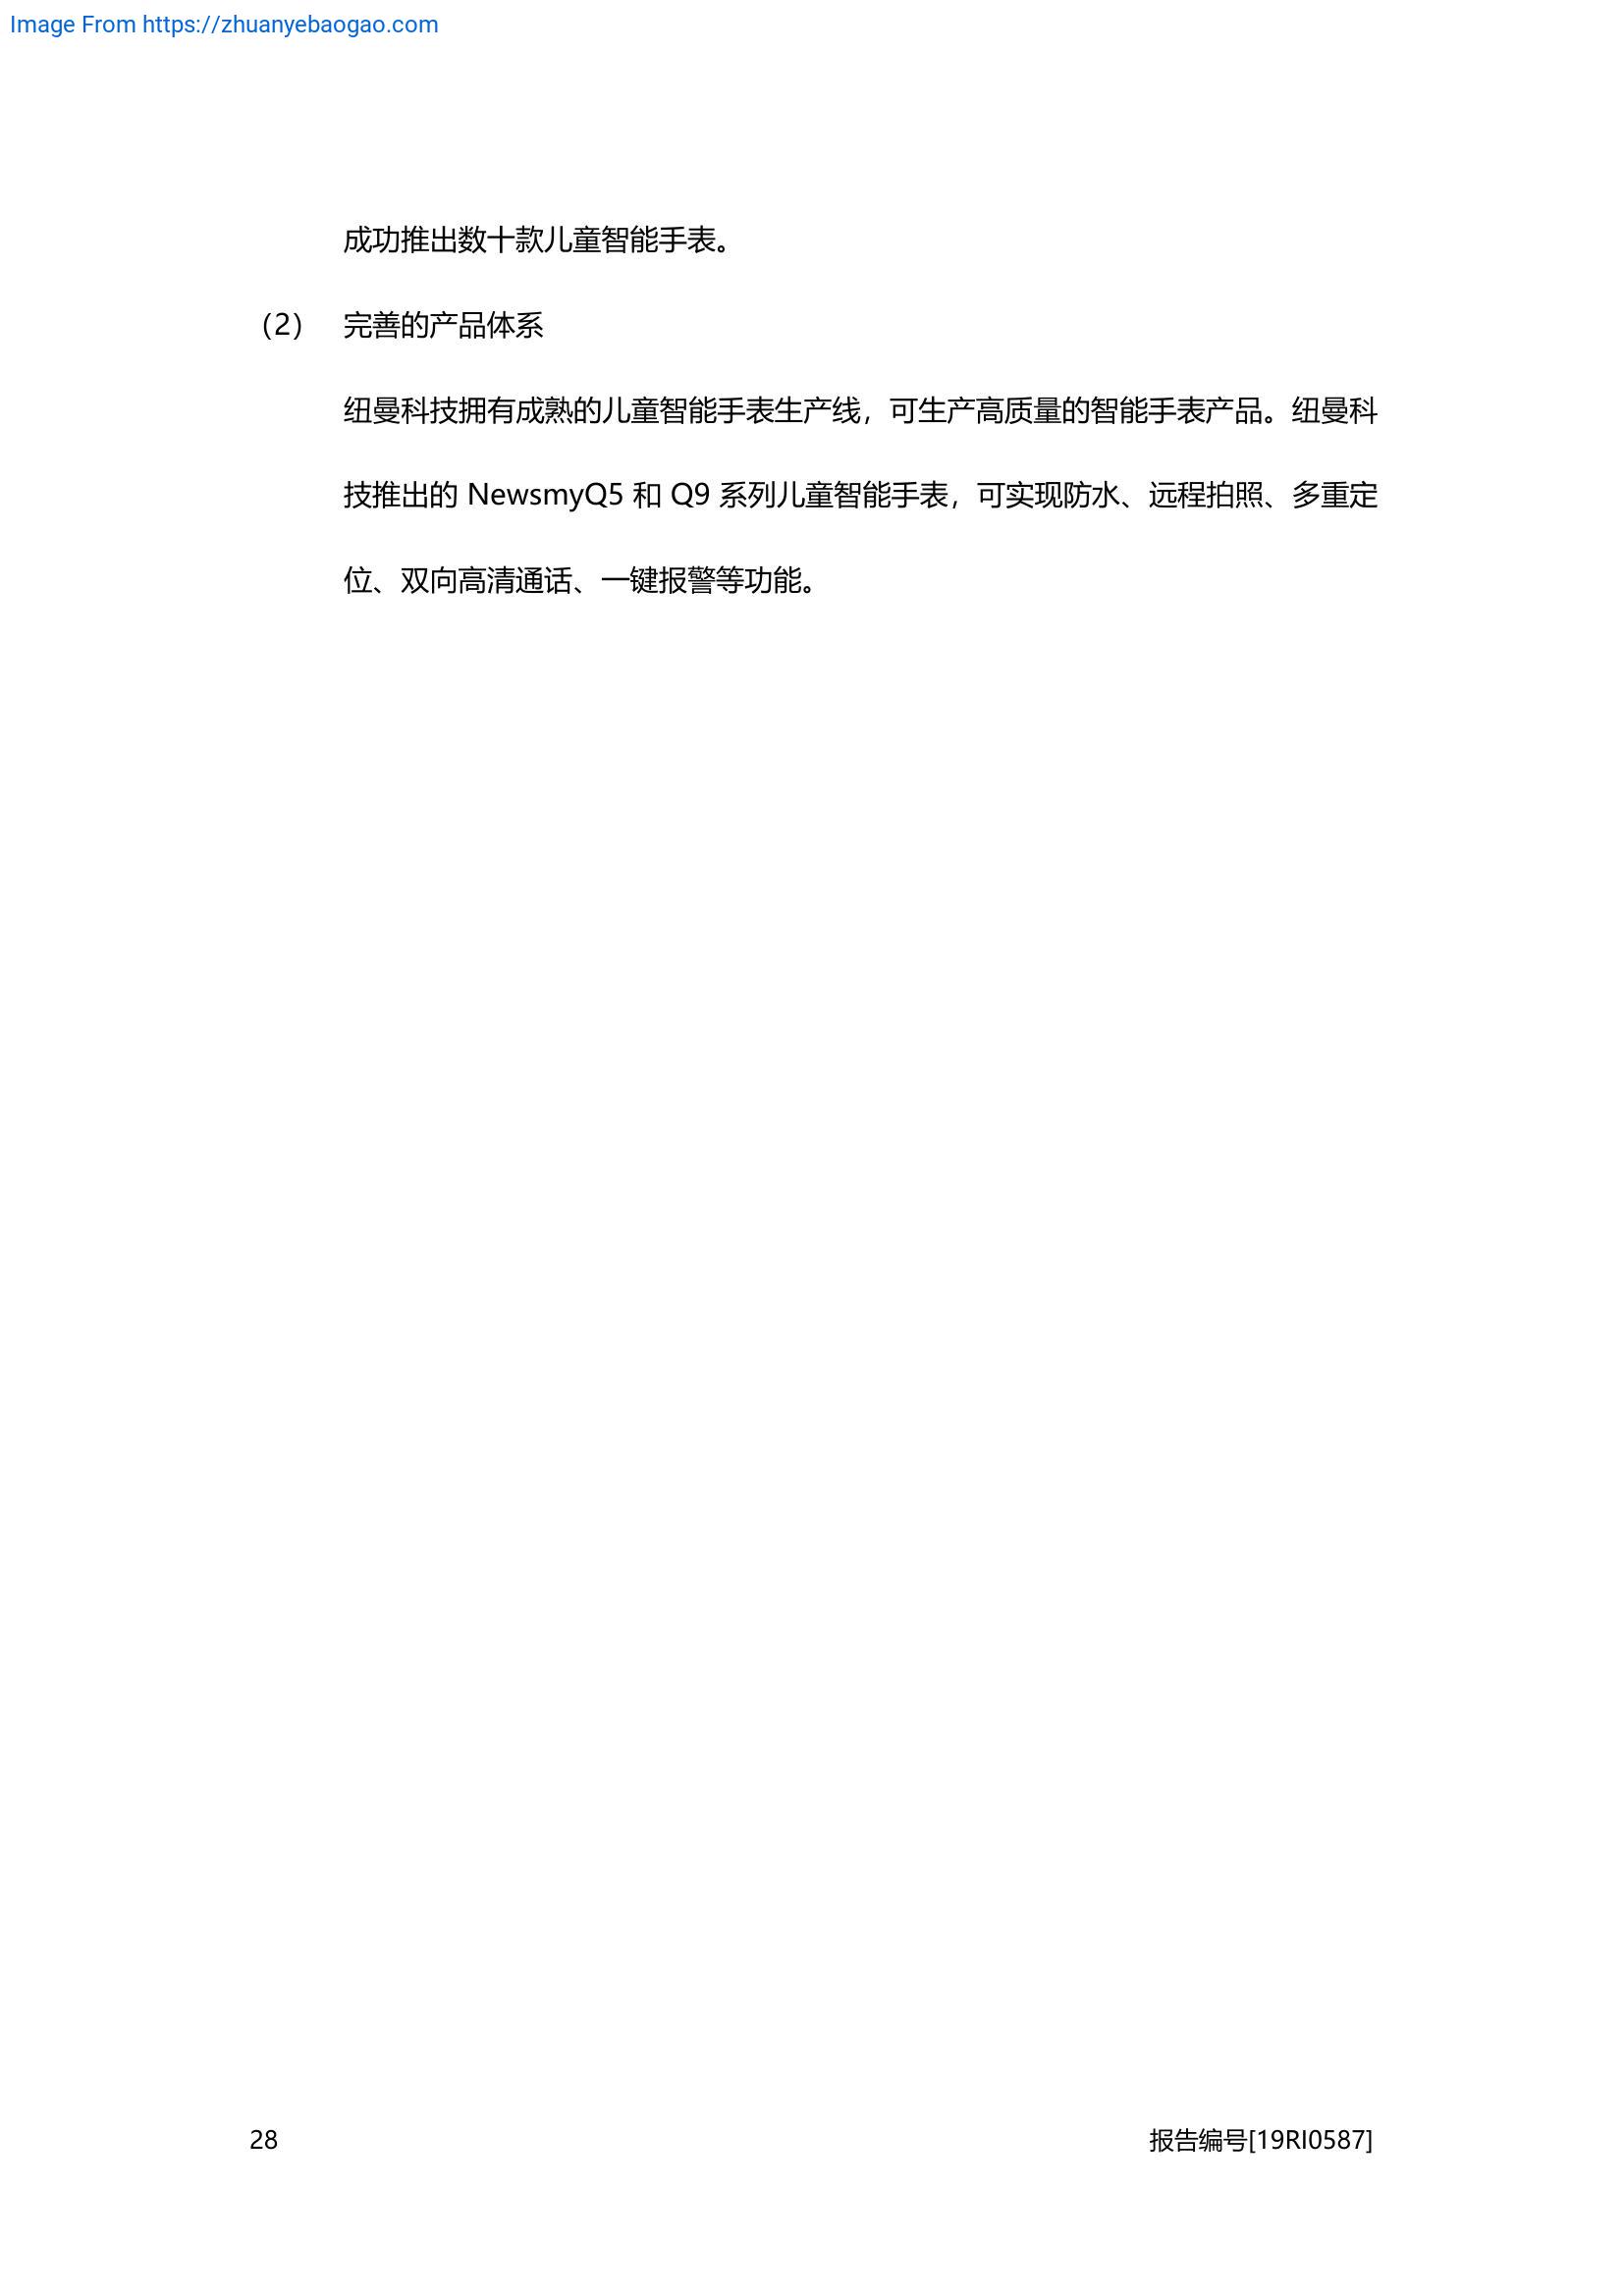 Image From https://zhuanyebaogao.com
成功推出数十款儿童智能手表。
（2） 完善的产品体系
纽曼科技拥有成熟的儿童智能手表生产线，可生产高质量的智能手表产品。纽曼科
技推出的 NewsmyQ5 和 Q9 系列儿童智能手表，可实现防水、远程拍照、多重定
位、双向高清通话、一键报警等功能。
28 报告编号[19RI0587]